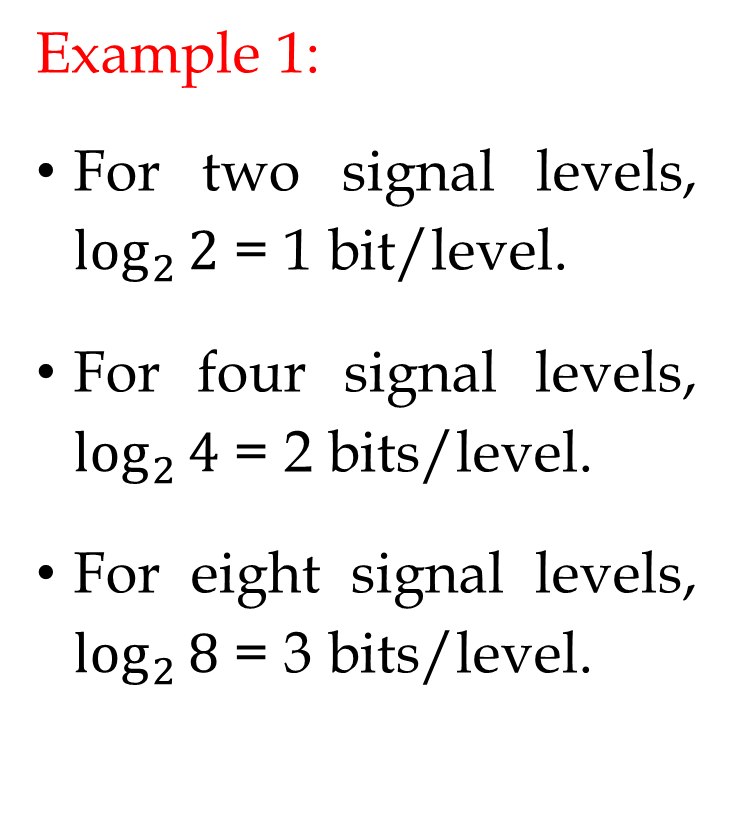 Example 1:
• For two signal levels,
log₂ 2 = 1 bit/level.
• For four signal levels,
log₂ 4 = 2 bits/level.
• For eight signal levels,
log₂ 8 = 3 bits/level.